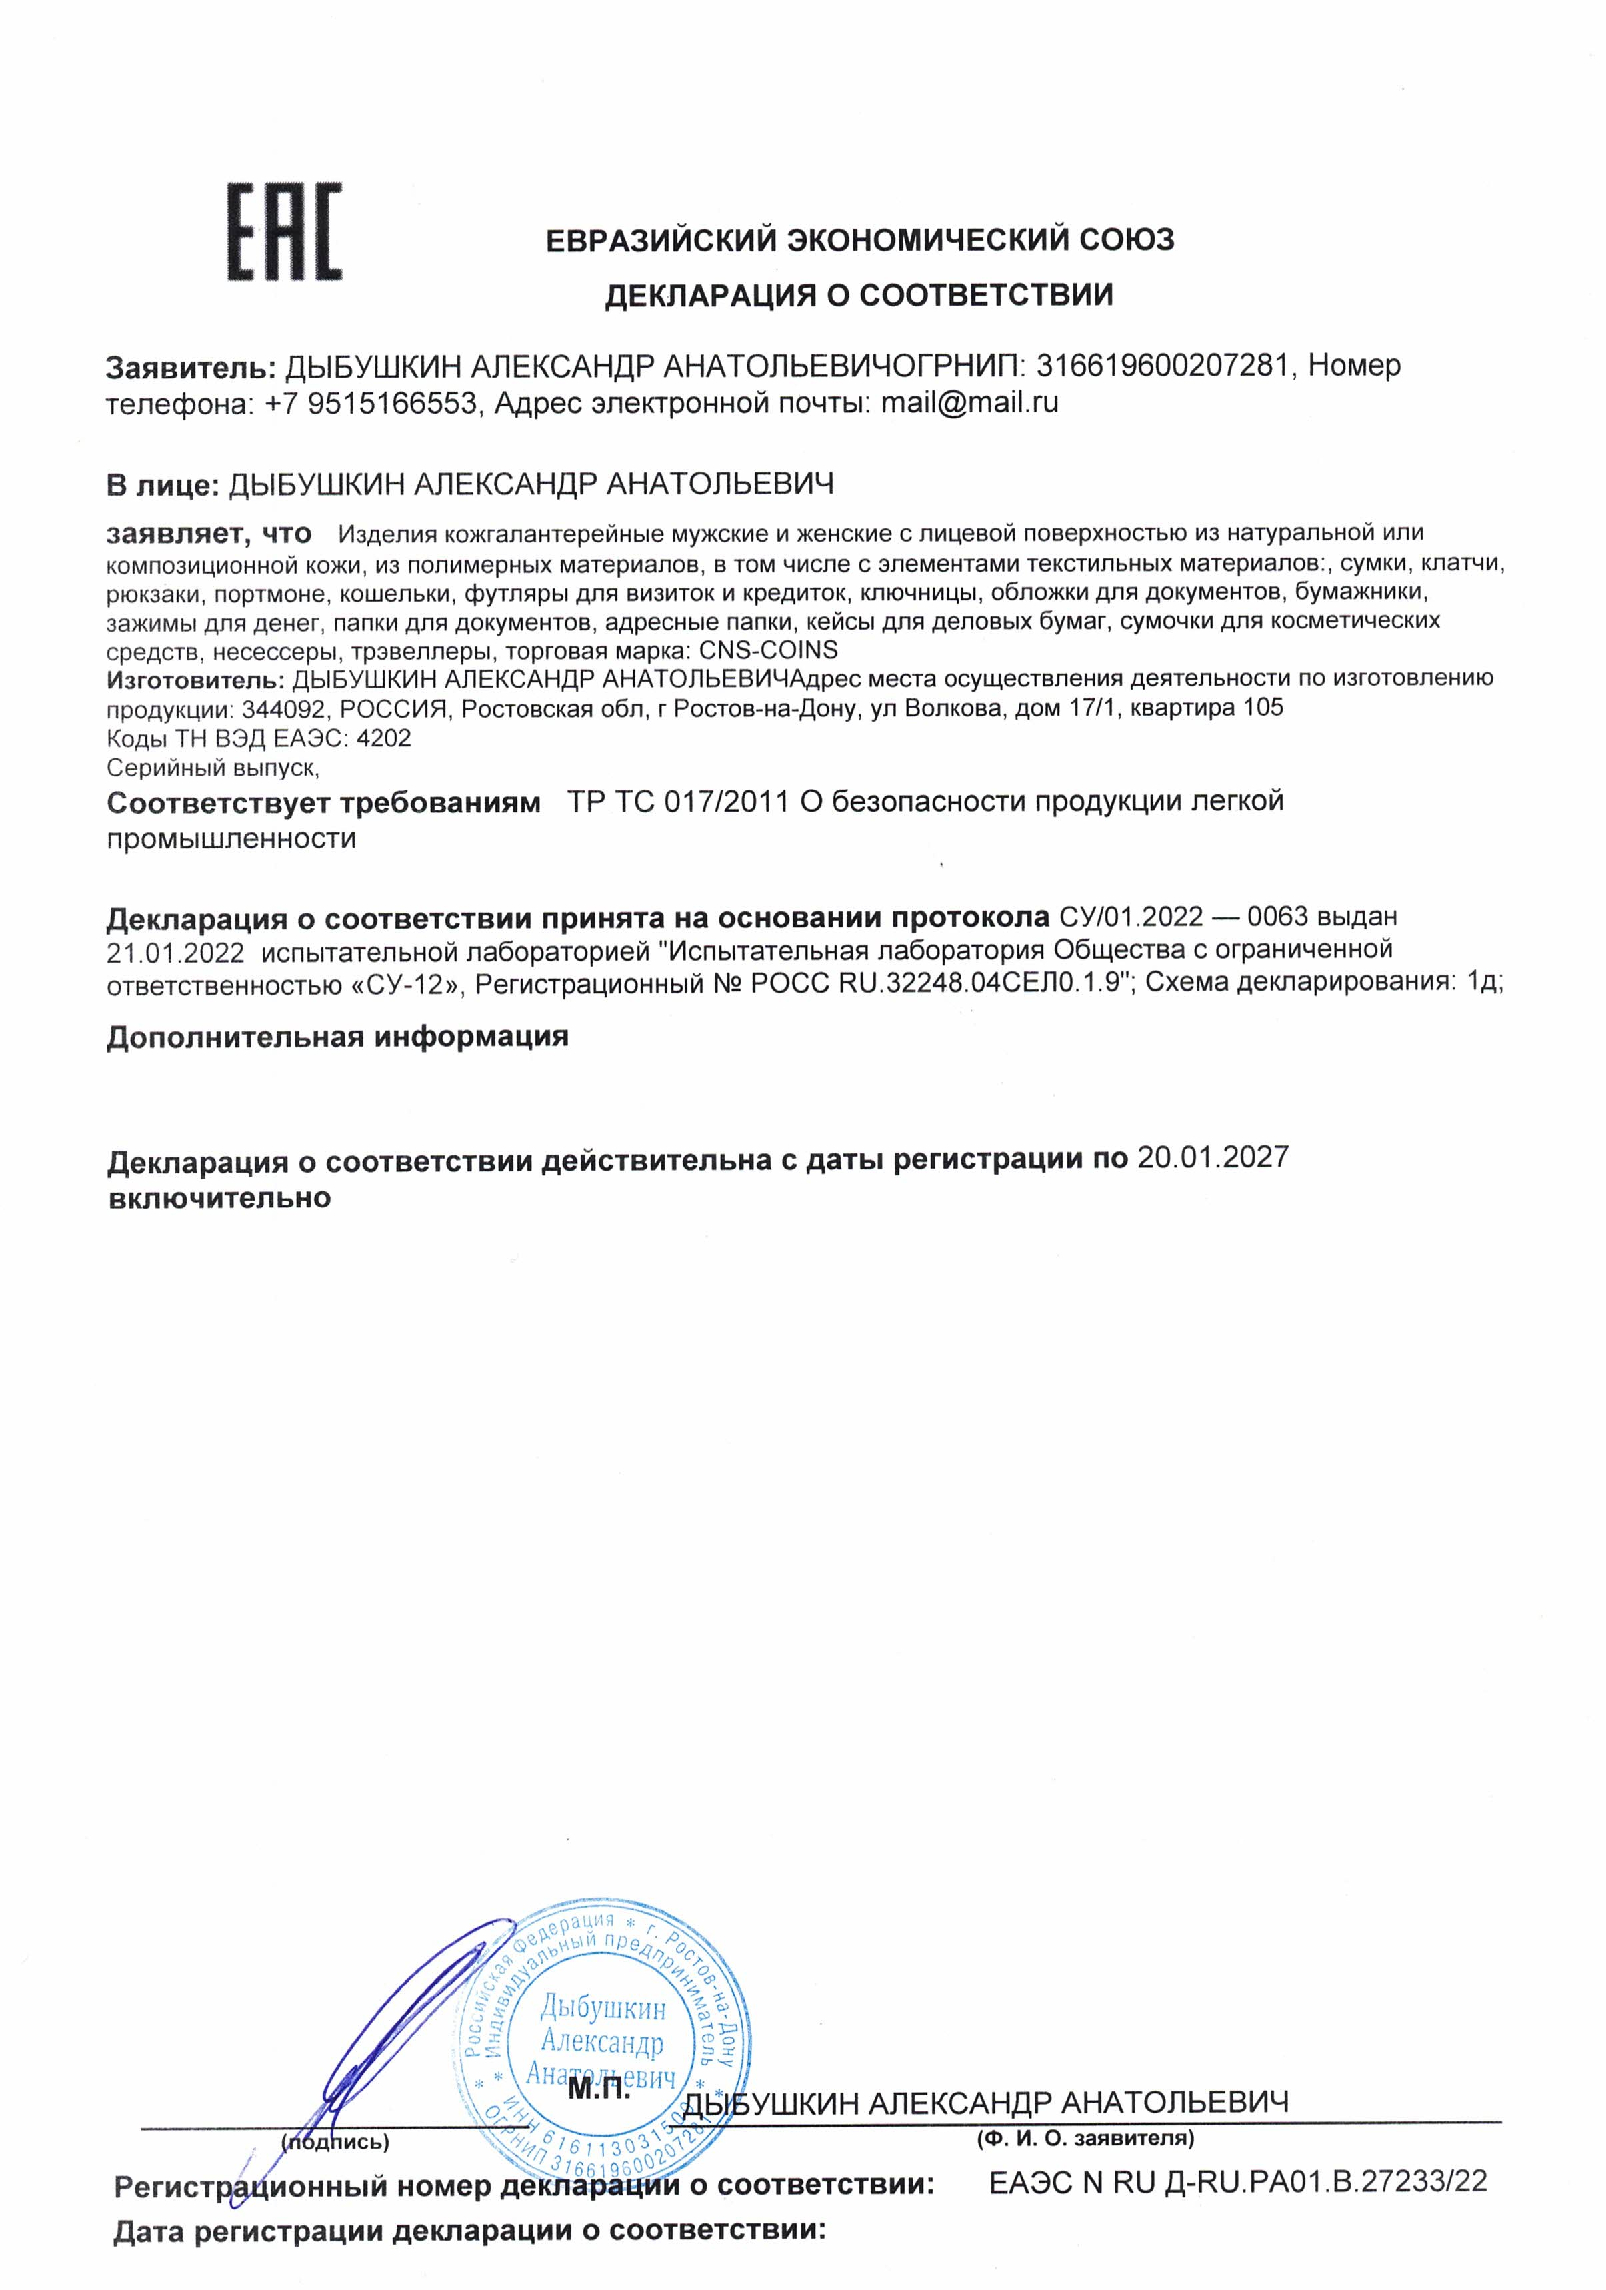 ЕАС
ЕВРАЗИЙСКИЙ ЭКОНОМИЧЕСКИЙ СОЮЗ
ДЕКЛАРАЦИЯ О СООТВЕТСТВИИ
Заявитель: ДЫБУШКИН АЛЕКСАНДР АНАТОЛЬЕВИЧОГРНИП: 316619600207281, Номер
телефона: +7 9515166553, Адрес электронной почты: mail@mail.ru
В лице: ДЫБУШКИН АЛЕКСАНДР АНАТОЛЬЕВИЧ
заявляет, что Изделия кожгалантерейные мужские и женские с лицевой поверхностью из натуральной или
композиционной кожи, из полимерных материалов, в том числе с элементами текстильных материалов:, сумки, клатчи,
рюкзаки, портмоне, кошельки, футляры для визиток и кредиток, ключницы, обложки для документов, бумажники,
зажимы для денег, папки для документов, адресные папки, кейсы для деловых бумаг, сумочки для косметических
средств, несессеры, трэвеллеры, торговая марка: CNS-COINS
Изготовитель: ДЫБУШКИН АЛЕКСАНДР АНАТОЛЬЕВИЧАдрес места осуществления деятельности по изготовлению
продукции: 344092, РОССИЯ, Ростовская обл, г Ростов-на-Дону, ул Волкова, дом 17/1, квартира 105
Коды ТН ВЭД ЕАЭС: 4202
Серийный выпуск,
Соответствует требованиям ТР ТС 017/2011 О безопасности продукции легкой
промышленности
Декларация о соответствии принята на основании протокола СУ/01.2022 — 0063 выдан
21.01.2022 испытательной лабораторией "Испытательная лаборатория Общества с ограниченной
ответственностью «СУ-12», Регистрационный № РОСС RU.32248.04СЕЛ0.1.9"; Схема декларирования: 1д;
Дополнительная информация
Декларация о соответствии действительна с даты регистрации по 20.01.2027
включительно
Российская Федерация * г. Ростов-на-Дону *
Индивидуальный предприниматель *
Дыбушкин
Александр
Анатольевич
ИНН 616113031500
ОГРНИП 316619600207281
М.П.
ДЫБУШКИН АЛЕКСАНДР АНАТОЛЬЕВИЧ
(подпись)
(Ф. И. О. заявителя)
Регистрационный номер декларации о соответствии: ЕАЭС N RU Д-RU.РА01.В.27233/22
Дата регистрации декларации о соответствии: